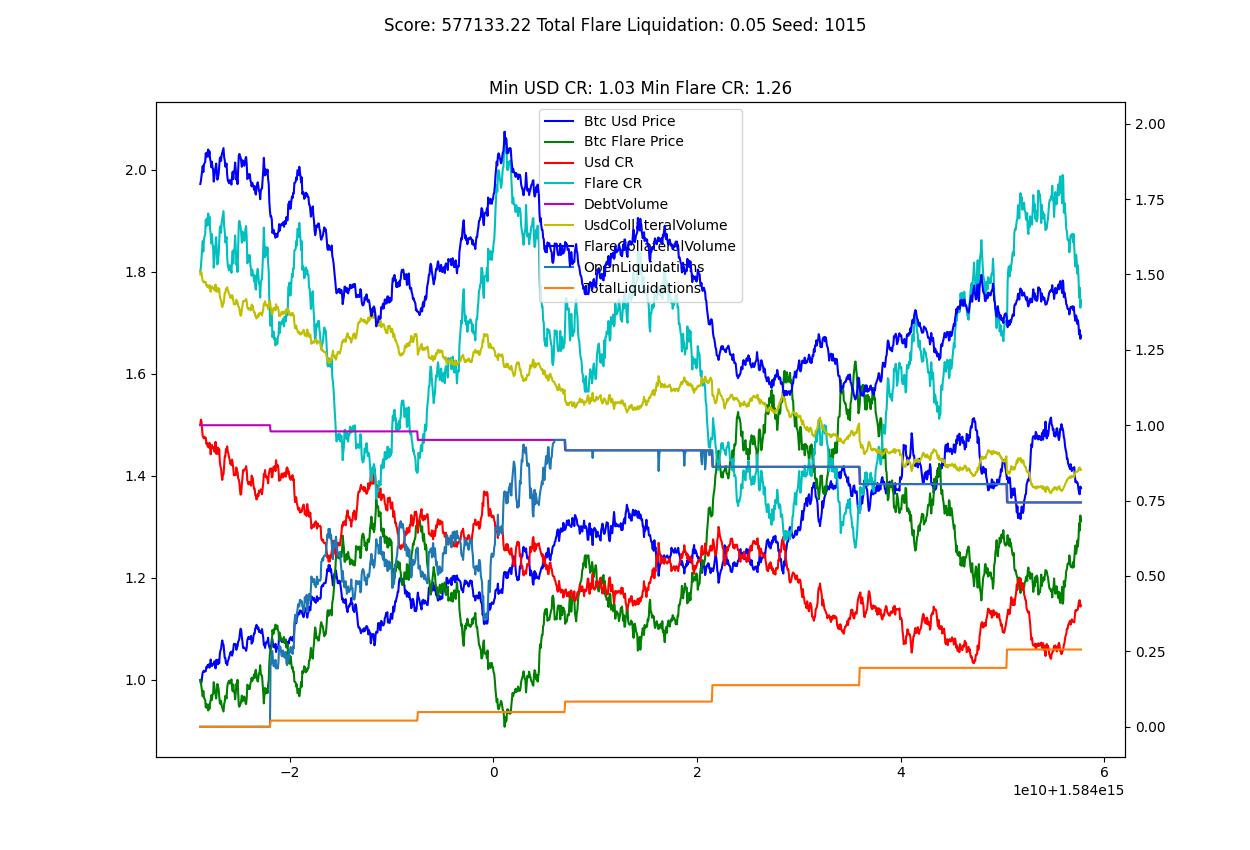 Score: 577133.22 Total Flare Liquidation: 0.05 Seed: 1015
Min USD CR: 1.03 Min Flare CR: 1.26
Btc Usd Price
Btc Flare Price
Usd CR
Flare CR
DebtVolume
UsdCollateralVolume
FlareCollateralVolume
OpenLiquidations
TotalLiquidations
2.0
1.8
1.6
1.4
1.2
1.0
2.00
1.75
1.50
1.25
1.00
0.75
0.50
0.25
0.00
−2 0 2 4 6
1e10+1.584e15